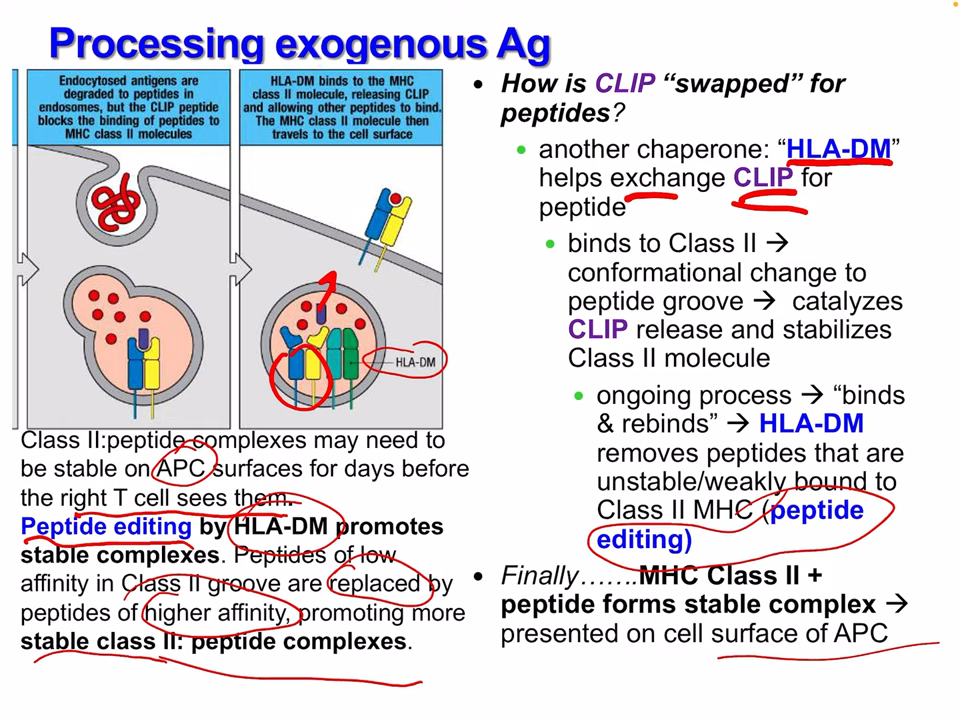 Processing exogenous Ag
Endocytosed antigens are
degraded to peptides in
endosomes, but the CLIP peptide
blocks the binding of peptides to
MHC class II molecules
HLA-DM binds to the MHC
class II molecule, releasing CLIP
and allowing other peptides to bind.
The MHC class II molecule then
travels to the cell surface
HLA-DM
Class II:peptide complexes may need to
be stable on APC surfaces for days before
the right T cell sees them.
Peptide editing by HLA-DM promotes
stable complexes. Peptides of low
affinity in Class II groove are replaced by
peptides of higher affinity, promoting more
stable class II: peptide complexes.
• How is CLIP “swapped” for
peptides?
• another chaperone: “HLA-DM”
helps exchange CLIP for
peptide
• binds to Class II →
conformational change to
peptide groove → catalyzes
CLIP release and stabilizes
Class II molecule
• ongoing process → “binds
& rebinds” → HLA-DM
removes peptides that are
unstable/weakly bound to
Class II MHC (peptide
editing)
• Finally…….MHC Class II +
peptide forms stable complex →
presented on cell surface of APC